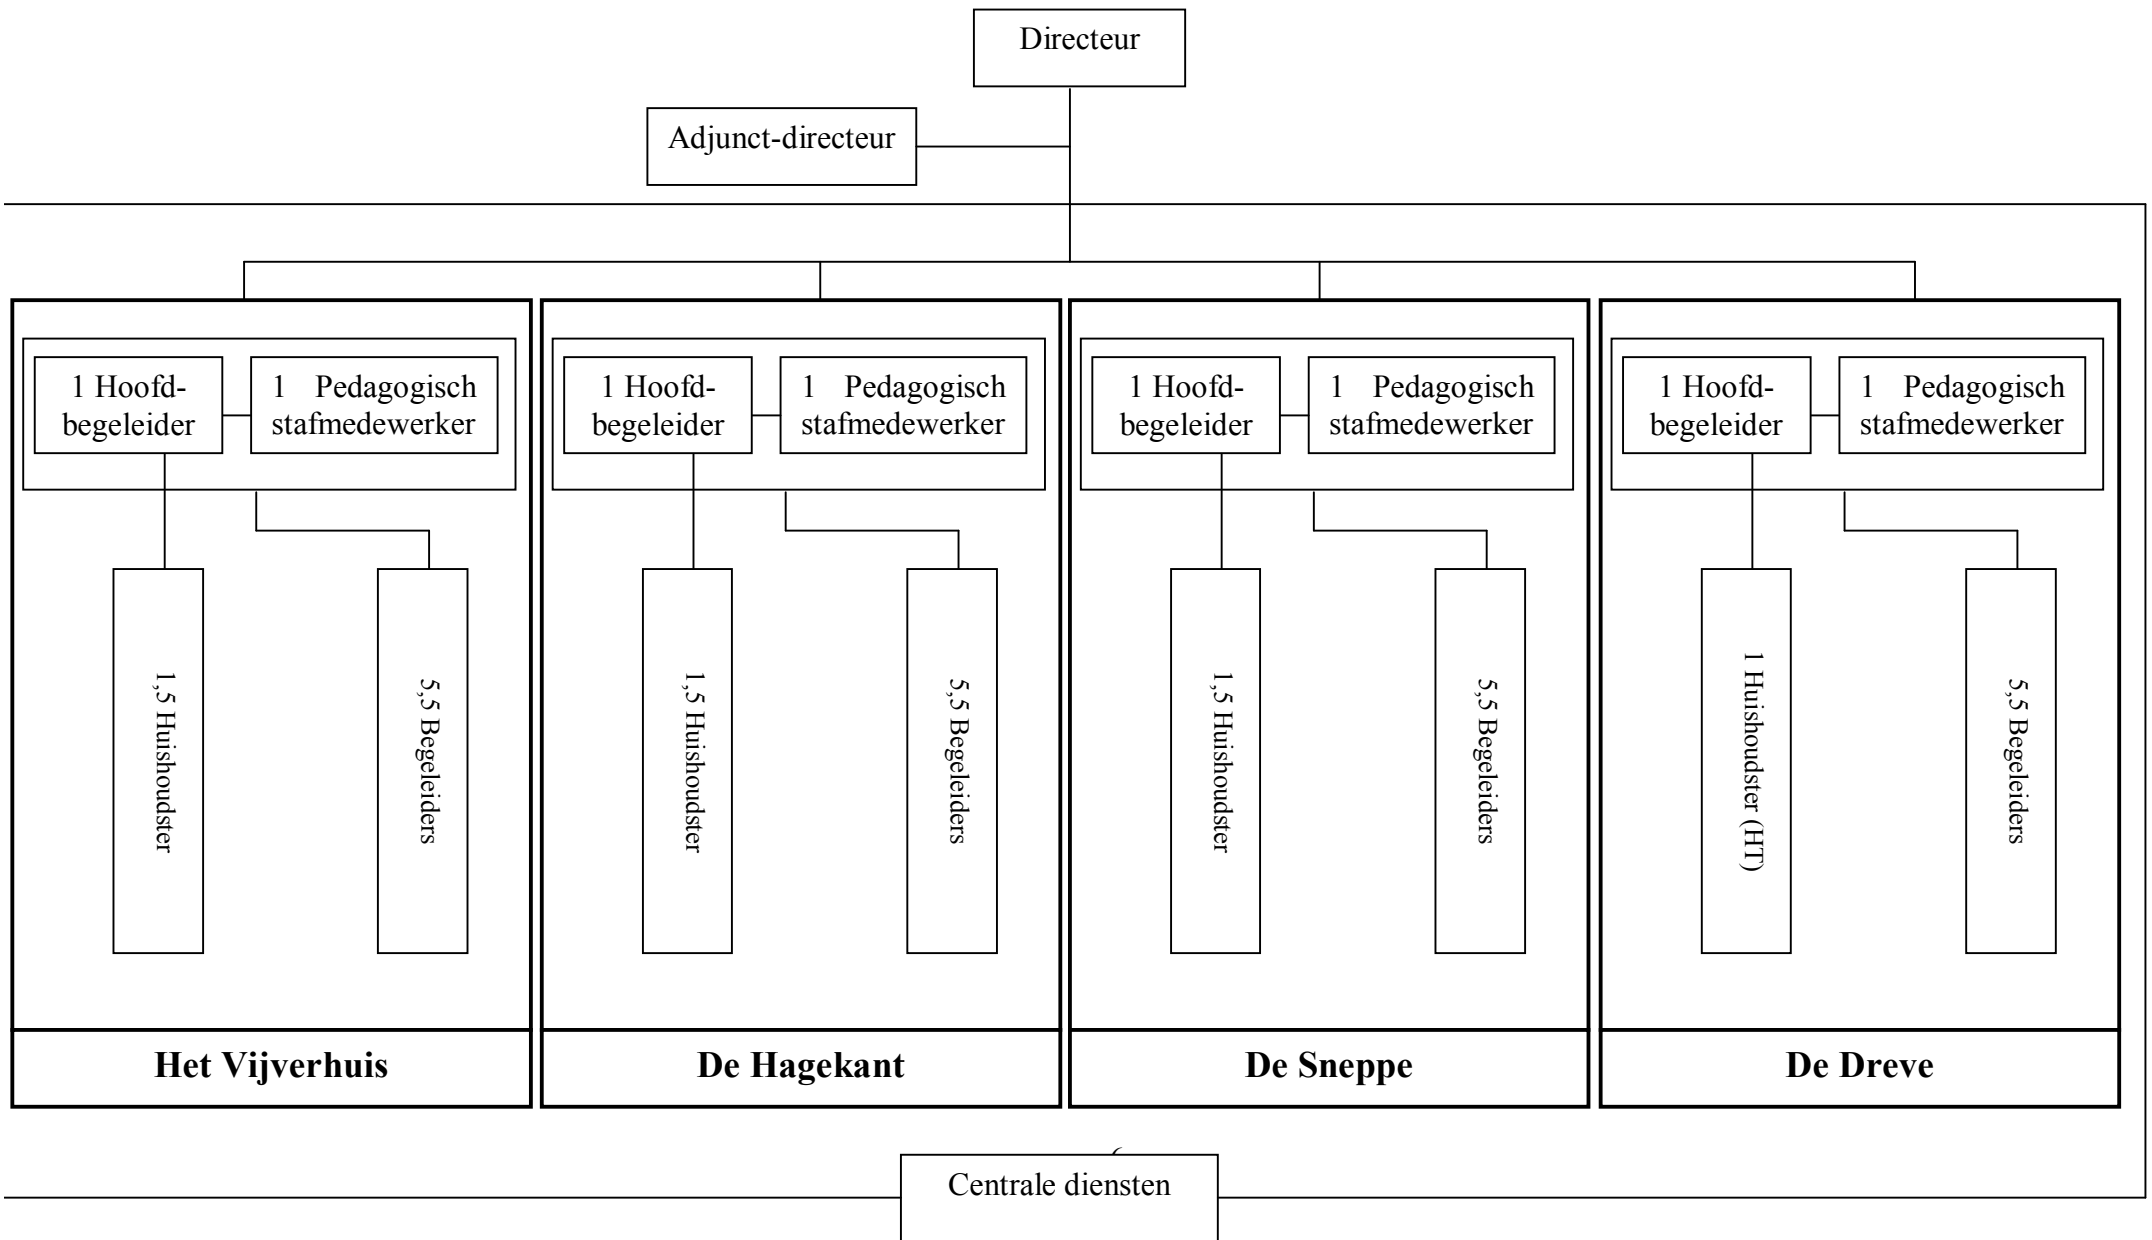 Directeur
Adjunct-directeur
1 Hoofd-
begeleider
1 Pedagogisch
stafmedewerker
1,5 Huishoudster
5,5 Begeleiders
Het Vijverhuis
1 Hoofd-
begeleider
1 Pedagogisch
stafmedewerker
1,5 Huishoudster
5,5 Begeleiders
De Hagekant
1 Hoofd-
begeleider
1 Pedagogisch
stafmedewerker
1,5 Huishoudster
5,5 Begeleiders
De Sneppe
1 Hoofd-
begeleider
1 Pedagogisch
stafmedewerker
1 Huishoudster (HT)
5,5 Begeleiders
De Dreve
Centrale diensten